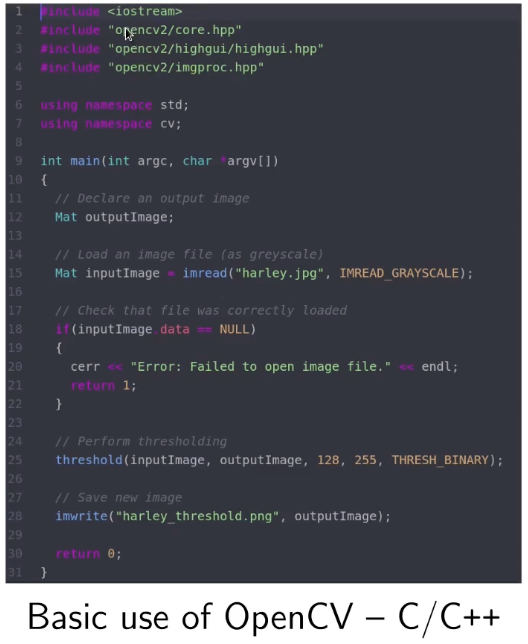 1 #include <iostream>
2 #include "opencv2/core.hpp"
3 #include "opencv2/highgui/highgui.hpp"
4 #include "opencv2/imgproc.hpp"
5
6 using namespace std;
7 using namespace cv;
8
9 int main(int argc, char *argv[])
10 {
11   // Declare an output image
12   Mat outputImage;
13
14   // Load an image file (as greyscale)
15   Mat inputImage = imread("harley.jpg", IMREAD_GRAYSCALE);
16
17   // Check that file was correctly loaded
18   if(inputImage.data == NULL)
19   {
20     cerr << "Error: Failed to open image file." << endl;
21     return 1;
22   }
23
24   // Perform thresholding
25   threshold(inputImage, outputImage, 128, 255, THRESH_BINARY);
26
27   // Save new image
28   imwrite("harley_threshold.png", outputImage);
29
30   return 0;
31 }
Basic use of OpenCV – C/C++